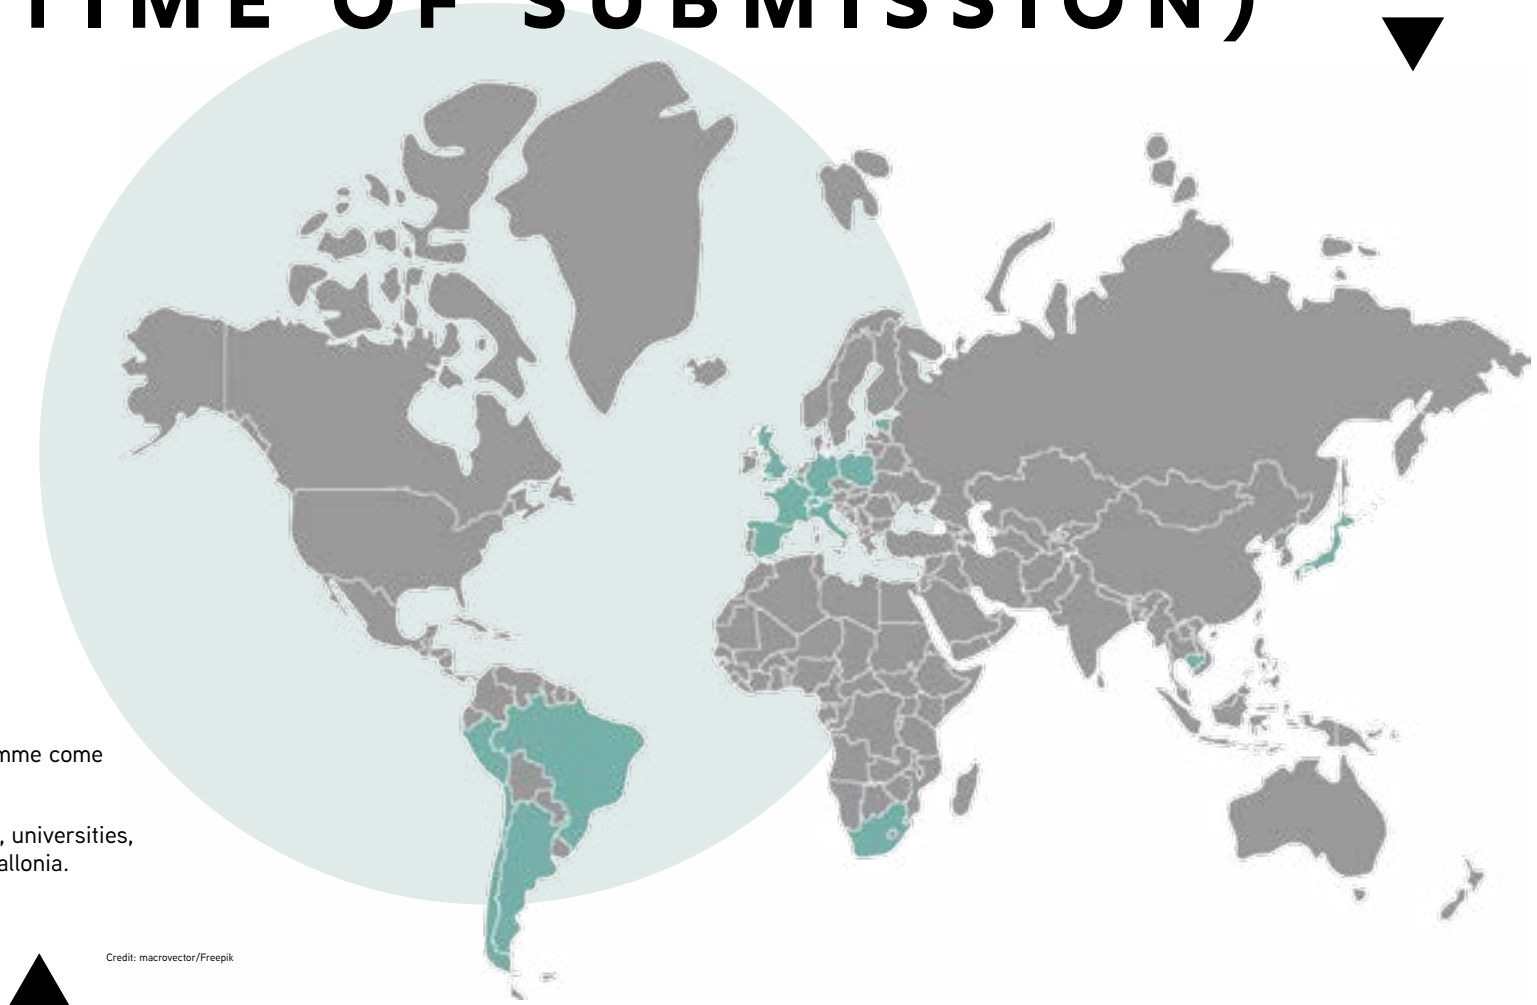 TIME OF SUBMISSION)
mme come
, universities,
allonia.
Credit: macrovector/Freepik